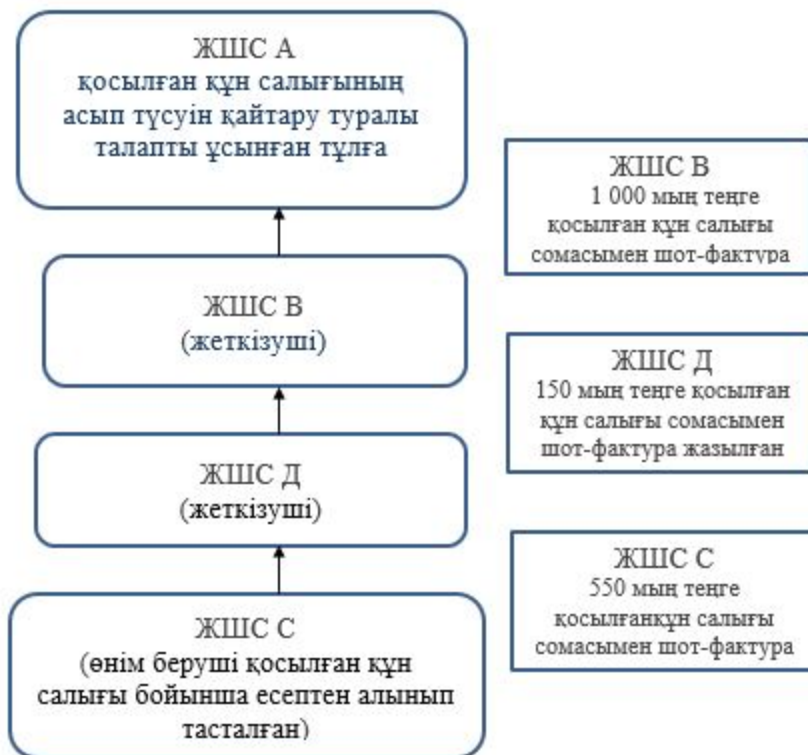 ЖШС А
қосылған құн салығының
асып түсуін қайтару туралы
талапты ұсынған тұлға
ЖШС В
1 000 мың теңге
қосылған құн салығы
сомасымен шот-фактура
ЖШС В
(жеткізуші)
ЖШС Д
150 мың теңге қосылған
құн салығы сомасымен
шот-фактура жазылған
ЖШС Д
(жеткізуші)
ЖШС С
550 мың теңге
қосылғанқұн салығы
сомасымен шот-фактура
ЖШС С
(өнім беруші қосылған құн
салығы бойынша есептен алынып
тасталған)